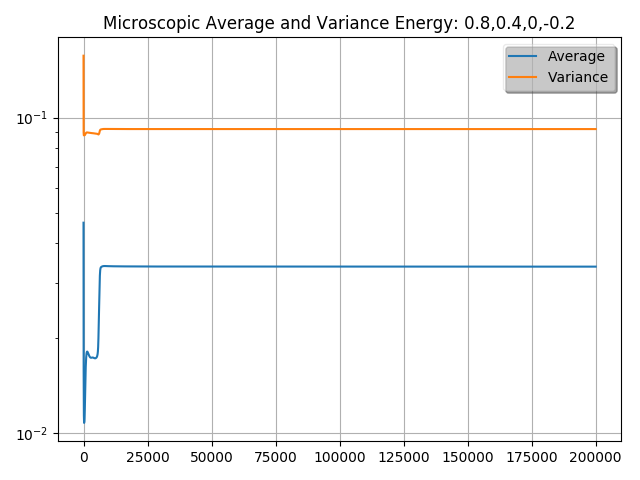 Microscopic Average and Variance Energy: 0.8,0.4,0,-0.2
Average
Variance
10⁻¹
10⁻²
0 25000 50000 75000 100000 125000 150000 175000 200000